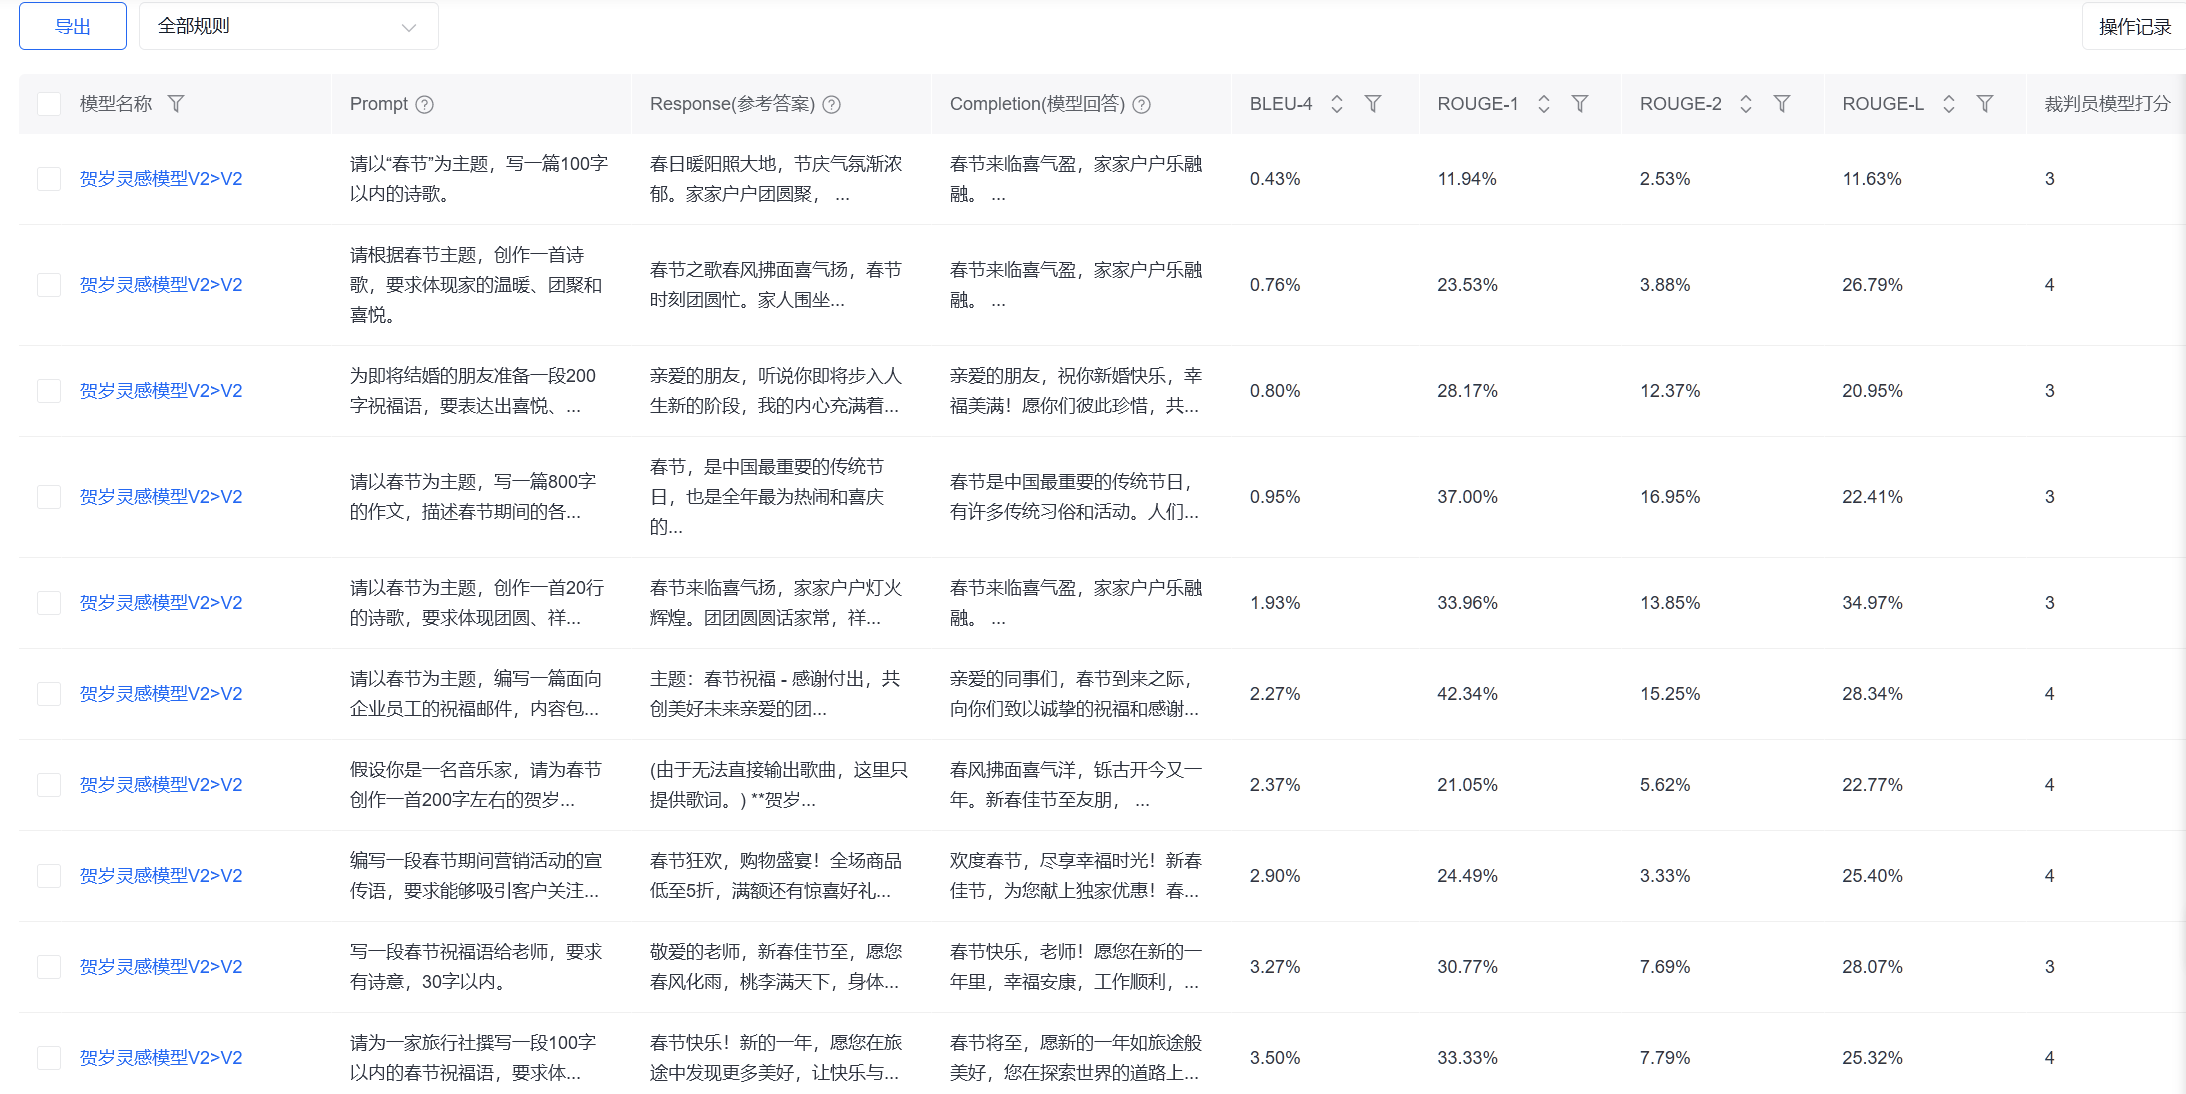 导出
全部规则
操作记录
模型名称
Prompt
Response(参考答案)
Completion(模型回答)
BLEU-4
ROUGE-1
ROUGE-2
ROUGE-L
裁判员模型打分
贺岁灵感模型V2>V2
请以“春节”为主题，写一篇100字
以内的诗歌。
春日暖阳照大地，节庆气氛渐浓
郁。家家户户团圆聚， ...
春节来临喜气盈，家家户户乐融
融。 ...
0.43%
11.94%
2.53%
11.63%
3
贺岁灵感模型V2>V2
请根据春节主题，创作一首诗
歌，要求体现家的温暖、团聚和
喜悦。
春节之歌春风拂面喜气扬，春节
时刻团圆忙。家人围坐...
春节来临喜气盈，家家户户乐融
融。 ...
0.76%
23.53%
3.88%
26.79%
4
贺岁灵感模型V2>V2
为即将结婚的朋友准备一段200
字祝福语，要表达出喜悦、...
亲爱的朋友，听说你即将步入人
生新的阶段，我的内心充满着...
亲爱的朋友，祝你新婚快乐，幸
福美满！愿你们彼此珍惜，共...
0.80%
28.17%
12.37%
20.95%
3
贺岁灵感模型V2>V2
请以春节为主题，写一篇800字
的作文，描述春节期间的各...
春节，是中国最重要的传统节
日，也是全年最为热闹和喜庆
的...
春节是中国最重要的传统节日，
有许多传统习俗和活动。人们...
0.95%
37.00%
16.95%
22.41%
3
贺岁灵感模型V2>V2
请以春节为主题，创作一首20行
的诗歌，要求体现团圆、祥...
春节来临喜气扬，家家户户灯火
辉煌。团团圆圆话家常，祥...
春节来临喜气盈，家家户户乐融
融。 ...
1.93%
33.96%
13.85%
34.97%
3
贺岁灵感模型V2>V2
请以春节为主题，编写一篇面向
企业员工的祝福邮件，内容包...
主题：春节祝福 - 感谢付出，共
创美好未来亲爱的团...
亲爱的同事们，春节到来之际，
向你们致以诚挚的祝福和感谢...
2.27%
42.34%
15.25%
28.34%
4
贺岁灵感模型V2>V2
假设你是一名音乐家，请为春节
创作一首200字左右的贺岁...
(由于无法直接输出歌曲，这里只
提供歌词。) **贺岁...
春风拂面喜气洋，铄古开今又一
年。新春佳节至友朋， ...
2.37%
21.05%
5.62%
22.77%
4
贺岁灵感模型V2>V2
编写一段春节期间营销活动的宣
传语，要求能够吸引客户关注...
春节狂欢，购物盛宴！全场商品
低至5折，满额还有惊喜好礼...
欢度春节，尽享幸福时光！新春
佳节，为您献上独家优惠！春...
2.90%
24.49%
3.33%
25.40%
4
贺岁灵感模型V2>V2
写一段春节祝福语给老师，要求
有诗意，30字以内。
敬爱的老师，新春佳节至，愿您
春风化雨，桃李满天下，身体...
春节快乐，老师！愿您在新的一
年里，幸福安康，工作顺利，...
3.27%
30.77%
7.69%
28.07%
3
贺岁灵感模型V2>V2
请为一家旅行社撰写一段100字
以内的春节祝福语，要求体...
春节快乐！新的一年，愿您在旅
途中发现更多美好，让快乐与...
春节将至，愿新的一年如旅途般
美好，您在探索世界的道路上...
3.50%
33.33%
7.79%
25.32%
4